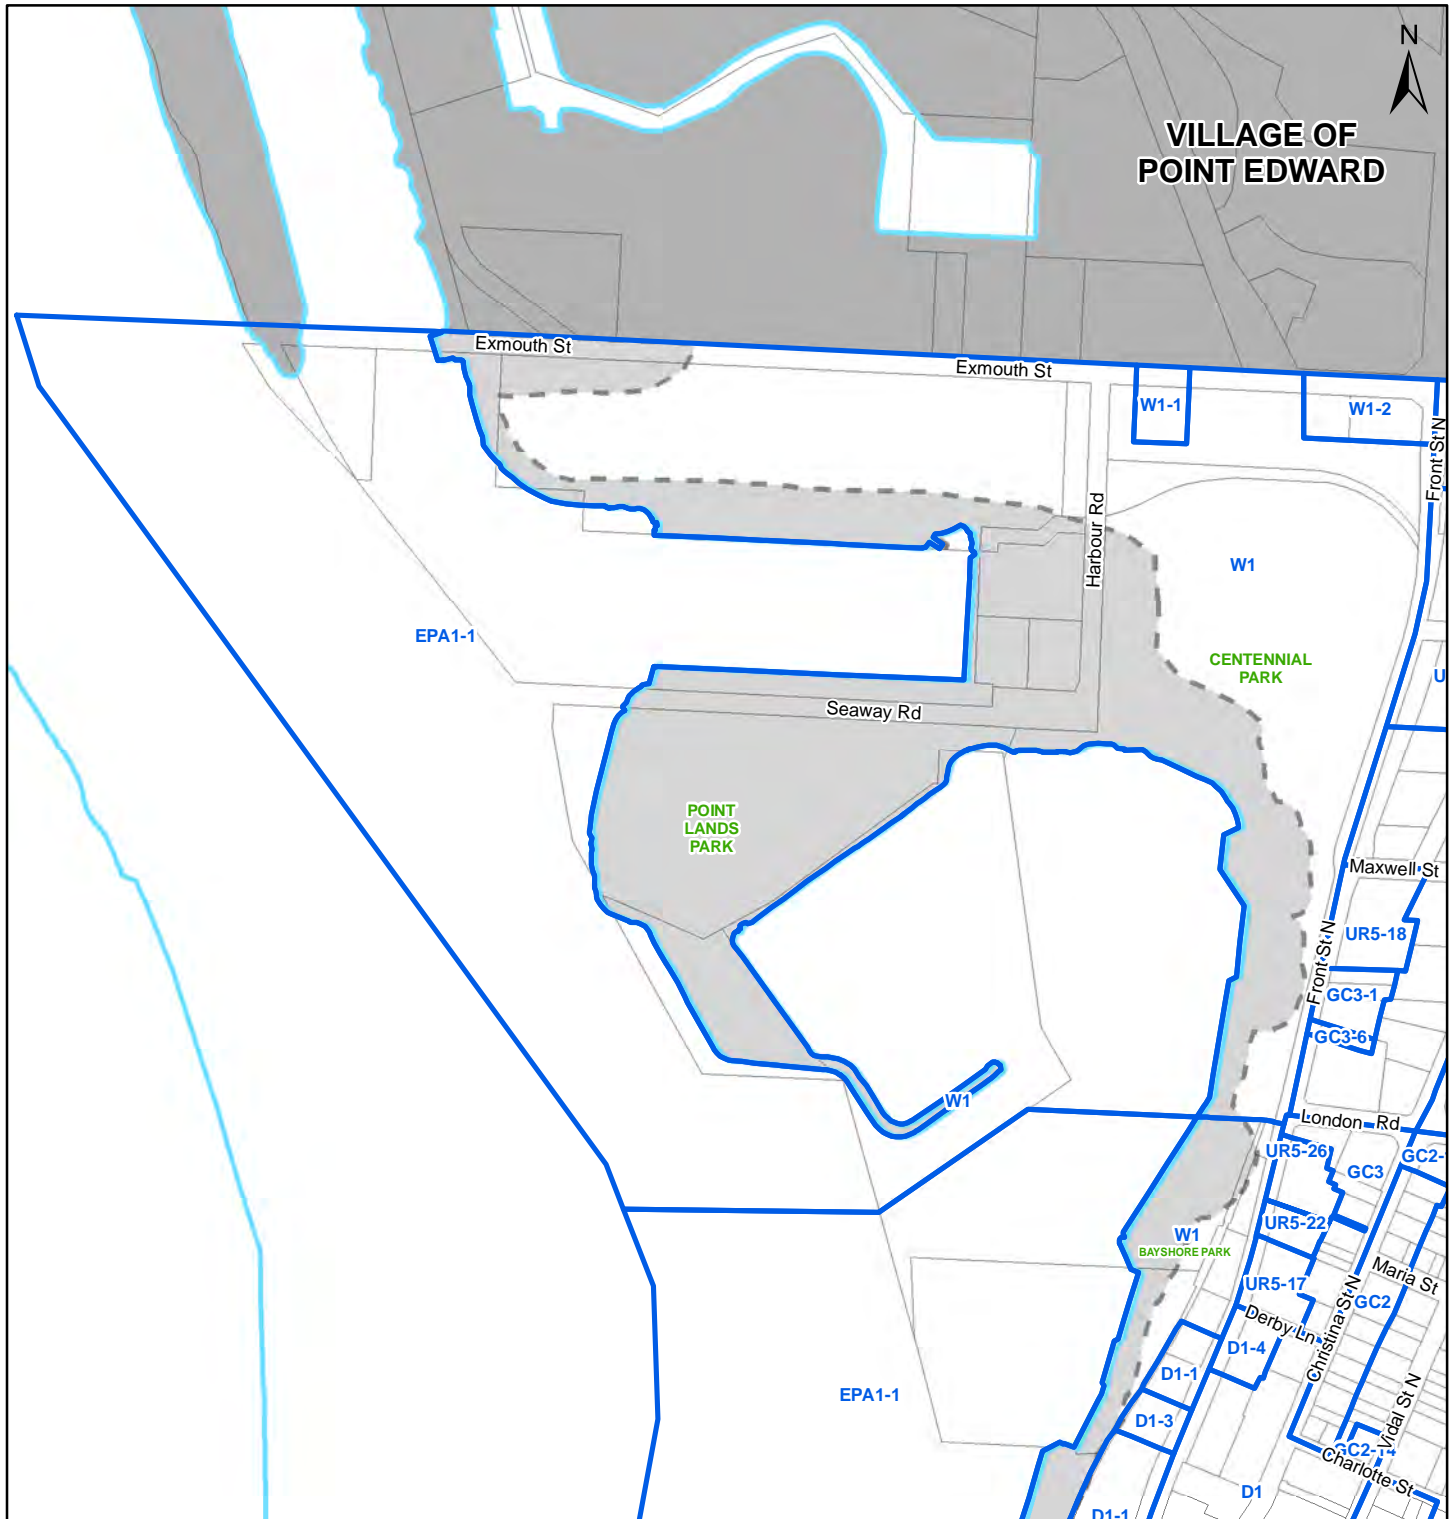 N
VILLAGE OF
POINT EDWARD
Exmouth St
Exmouth St
W1-1
W1-2
Front St N
Harbour Rd
W1
EPA1-1
CENTENNIAL
PARK
U
Seaway Rd
POINT
LANDS
PARK
Maxwell St
UR5-18
Front St N
GC3-1
GC3-6
W1
London Rd
UR5-26
GC3
GC2-
UR5-22
W1
BAYSHORE PARK
Maria St
UR5-17
GC2
Derby Ln
Christina St N
D1-4
D1-1
EPA1-1
D1-3
Vidal St N
GC2-14
Charlotte St
D1
D1-1